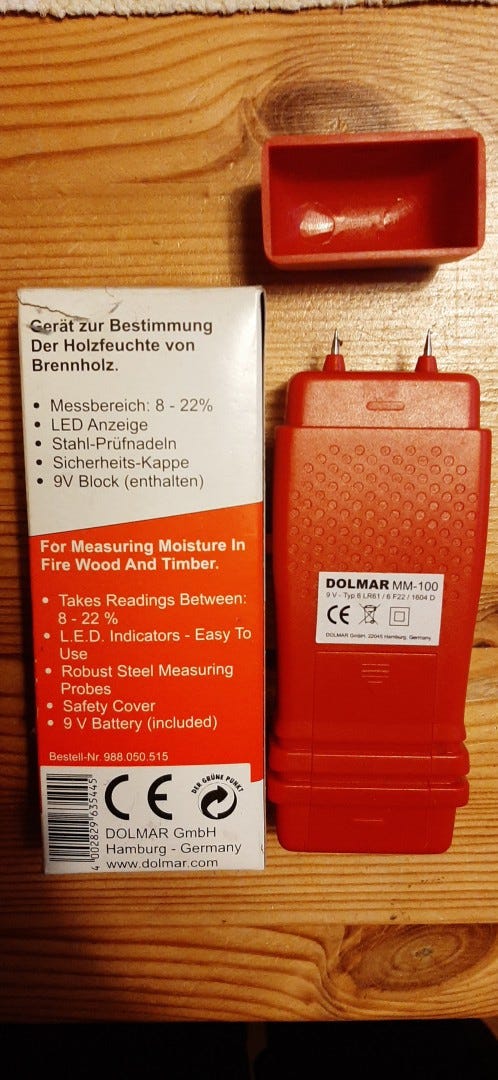 Gerät zur Bestimmung
Der Holzfeuchte von
Brennholz.
• Messbereich: 8 - 22%
• LED Anzeige
• Stahl-Prüfnadeln
• Sicherheits-Kappe
• 9V Block (enthalten)
For Measuring Moisture In
Fire Wood And Timber.
• Takes Readings Between:
8 - 22 %
• L.E.D. Indicators - Easy To
Use
• Robust Steel Measuring
Probes
• Safety Cover
• 9 V Battery (included)
Bestell-Nr. 988.050.515
4 002829 635445
CE
DER GRÜNE PUNKT
DOLMAR GmbH
Hamburg - Germany
www.dolmar.com
DOLMAR MM-100
9 V - Typ 6 LR61 / 6 F22 / 1604 D
CE
DOLMAR GmbH, 22045 Hamburg, Germany